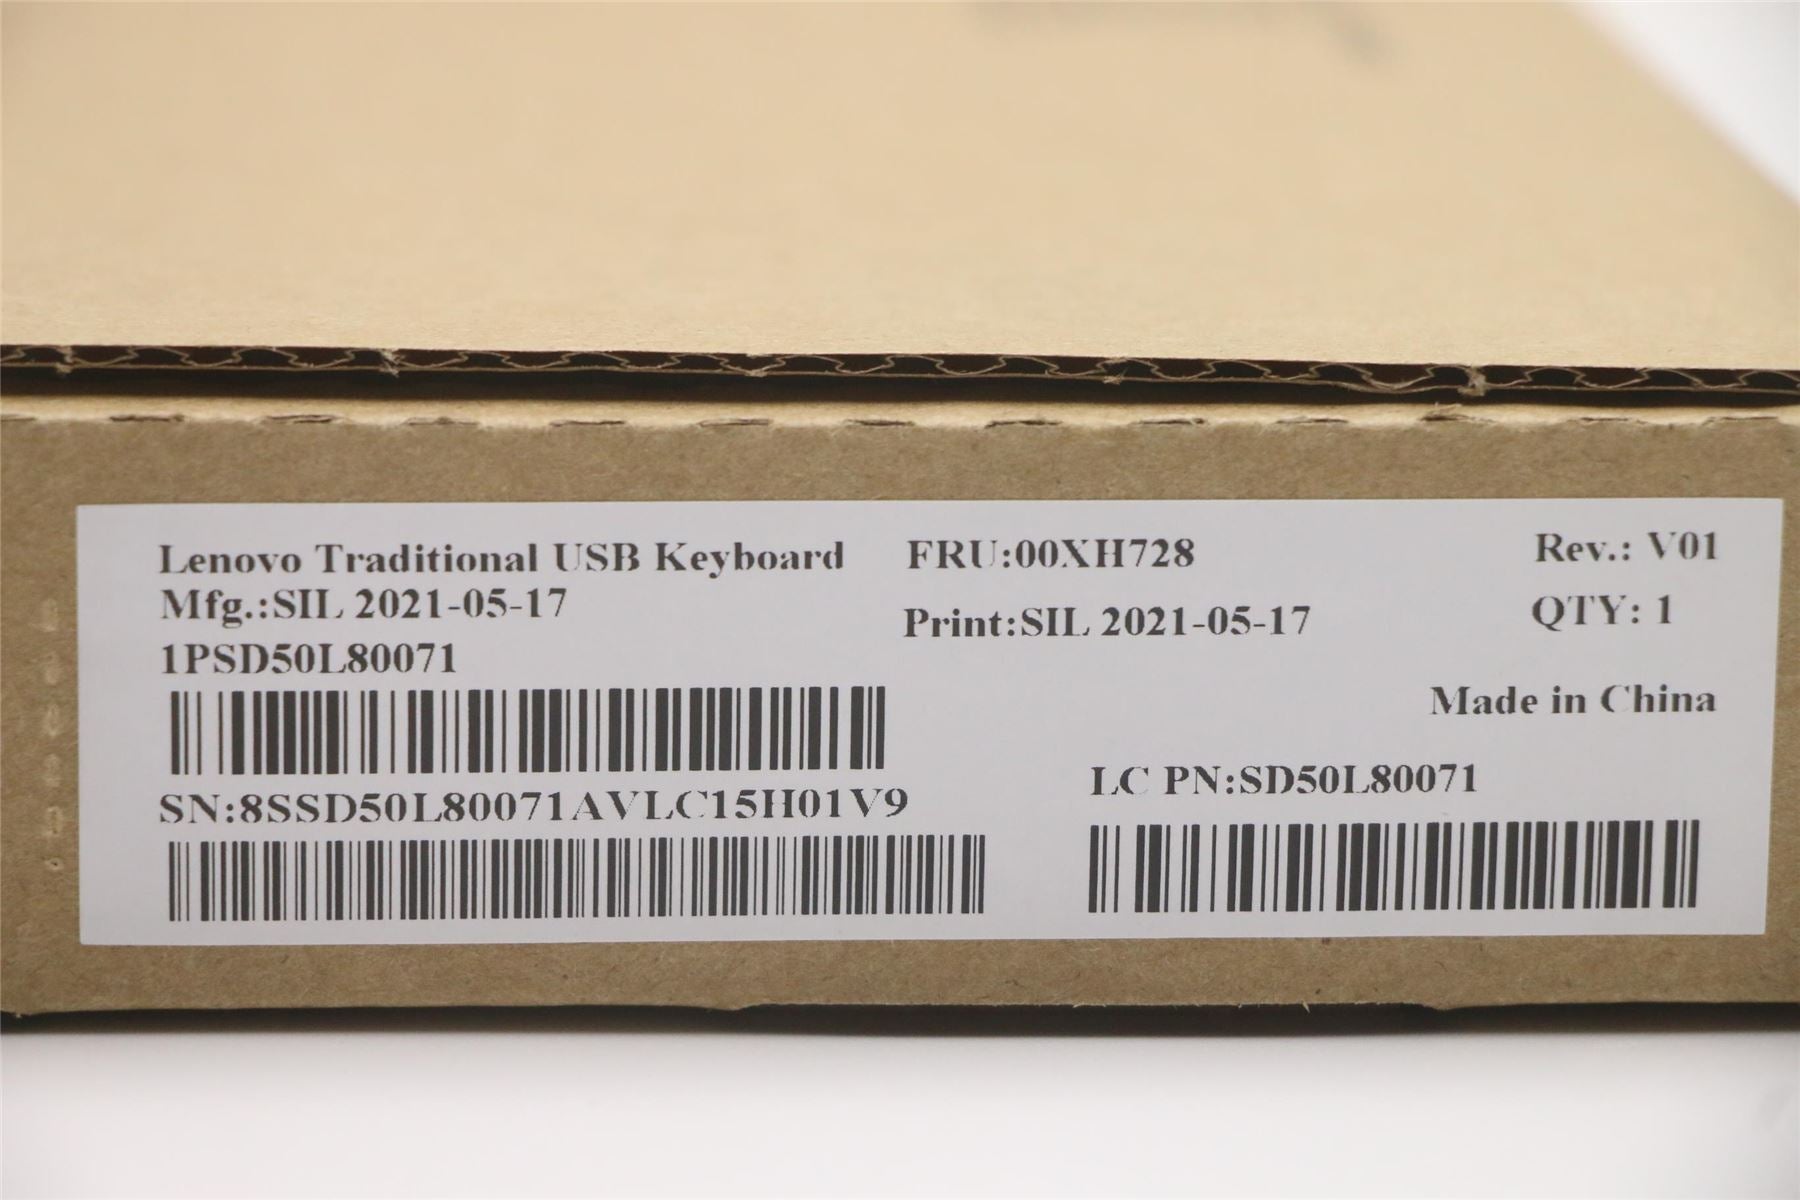 Lenovo Traditional USB Keyboard
Mfg.:SIL 2021-05-17
1PSD50L80071
SN:8SSD50L80071AVLC15H01V9
FRU:00XH728
Print:SIL 2021-05-17
Rev.: V01
QTY: 1
Made in China
LC PN:SD50L80071